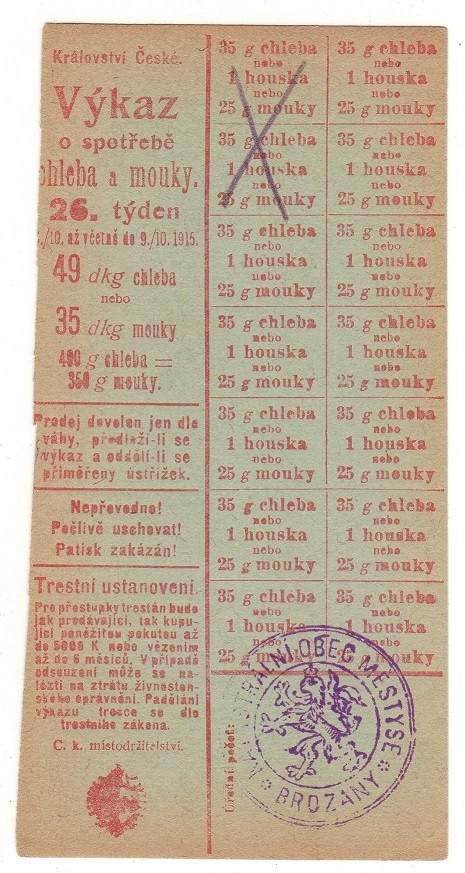 Království České.
Výkaz
o spotřebě
chleba a mouky.
26. týden
./10. až včetně do 9./10. 1915.
49 dkg chleba
nebo
35 dkg mouky
490 g chleba =
350 g mouky.
Prodej dovolen jen dle
váhy, předloží-li se
výkaz a oddělí-li se
přiměřený ústřižek.
Nepřevodno!
Pečlivě uschovat!
Patisk zakázán!
Trestní ustanovení.
Pro přestupky trestán bude
jak prodávající, tak kupu-
jící peněžitou pokutou až
do 5000 K nebo vězením
až do 6 měsíců. V případě
odsouzení může se na-
lézti na ztrátu živnosten-
ského oprávnění. Padělání
výkazu tresce se dle
trestního zákona.
C. k. místodržitelství.
35 g chleba
nebo
1 houska
nebo
25 g mouky
35 g chleba
nebo
1 houska
nebo
25 g mouky
35 g chleba
nebo
1 houska
nebo
25 g mouky
35 g chleba
nebo
1 houska
nebo
25 g mouky
35 g chleba
nebo
1 houska
nebo
25 g mouky
35 g chleba
nebo
1 houska
nebo
25 g mouky
35 g chleba
nebo
1 houska
nebo
25 g mouky
35 g chleba
nebo
1 houska
nebo
25 g mouky
35 g chleba
nebo
1 houska
nebo
25 g mouky
35 g chleba
nebo
1 houska
nebo
25 g mouky
35 g chleba
nebo
1 houska
nebo
25 g mouky
35 g chleba
nebo
1 houska
nebo
25 g mouky
35 g chleba
nebo
1 houska
nebo
25 g mouky
35 g chleba
nebo
1 houska
nebo
25 g mouky
Úřední pečeť:
OBEC MĚSTYSE
BROZANY